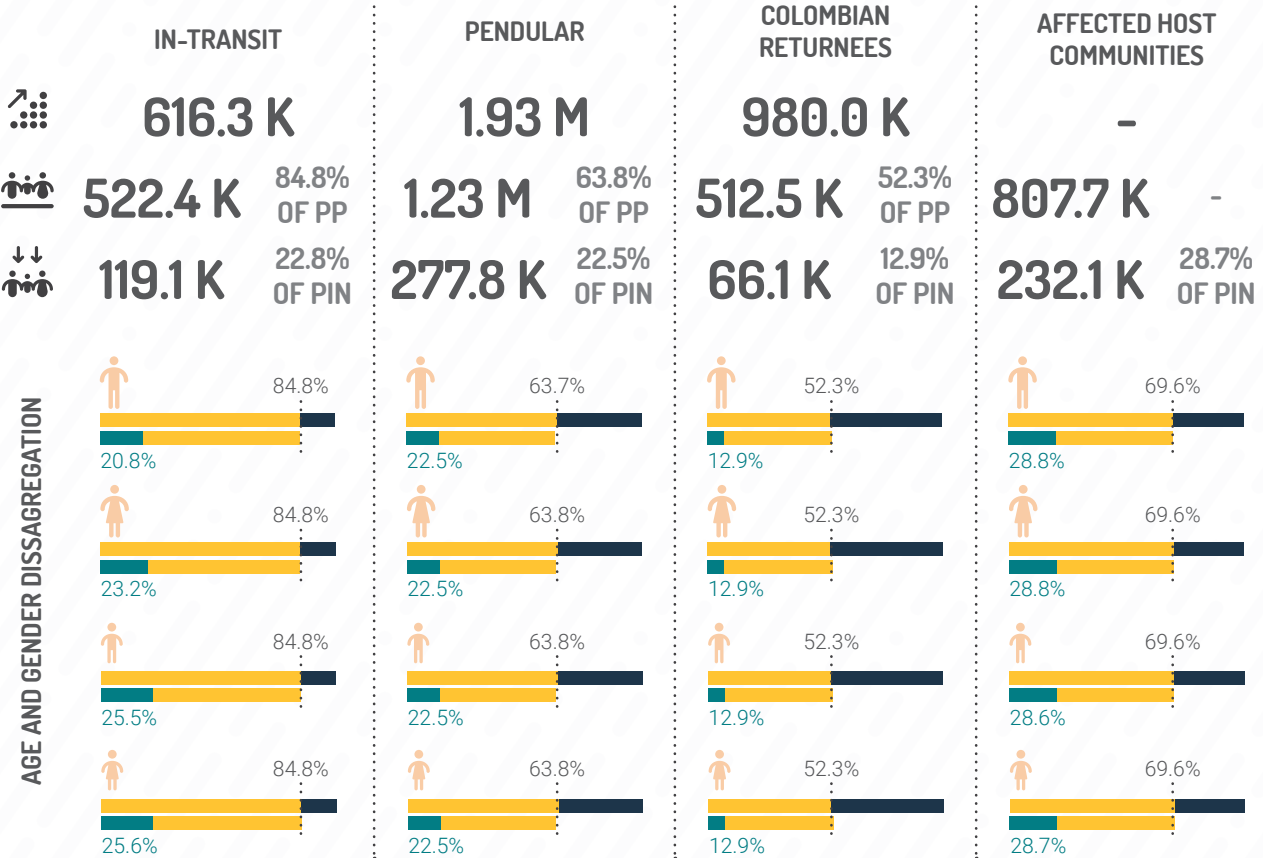 IN-TRANSIT
PENDULAR
COLOMBIAN
RETURNEES
AFFECTED HOST
COMMUNITIES
616.3 K
1.93 M
980.0 K
-
522.4 K
84.8%
OF PP
1.23 M
63.8%
OF PP
512.5 K
52.3%
OF PP
807.7 K
-
119.1 K
22.8%
OF PIN
277.8 K
22.5%
OF PIN
66.1 K
12.9%
OF PIN
232.1 K
28.7%
OF PIN
AGE AND GENDER DISSAGREGATION
84.8%
63.7%
52.3%
69.6%
20.8%
22.5%
12.9%
28.8%
84.8%
63.8%
52.3%
69.6%
23.2%
22.5%
12.9%
28.8%
84.8%
63.8%
52.3%
69.6%
25.5%
22.5%
12.9%
28.6%
84.8%
63.8%
52.3%
69.6%
25.6%
22.5%
12.9%
28.7%